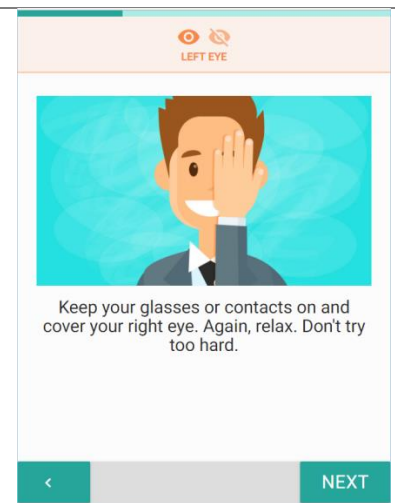 LEFT EYE
Keep your glasses or contacts on and
cover your right eye. Again, relax. Don't try
too hard.
NEXT